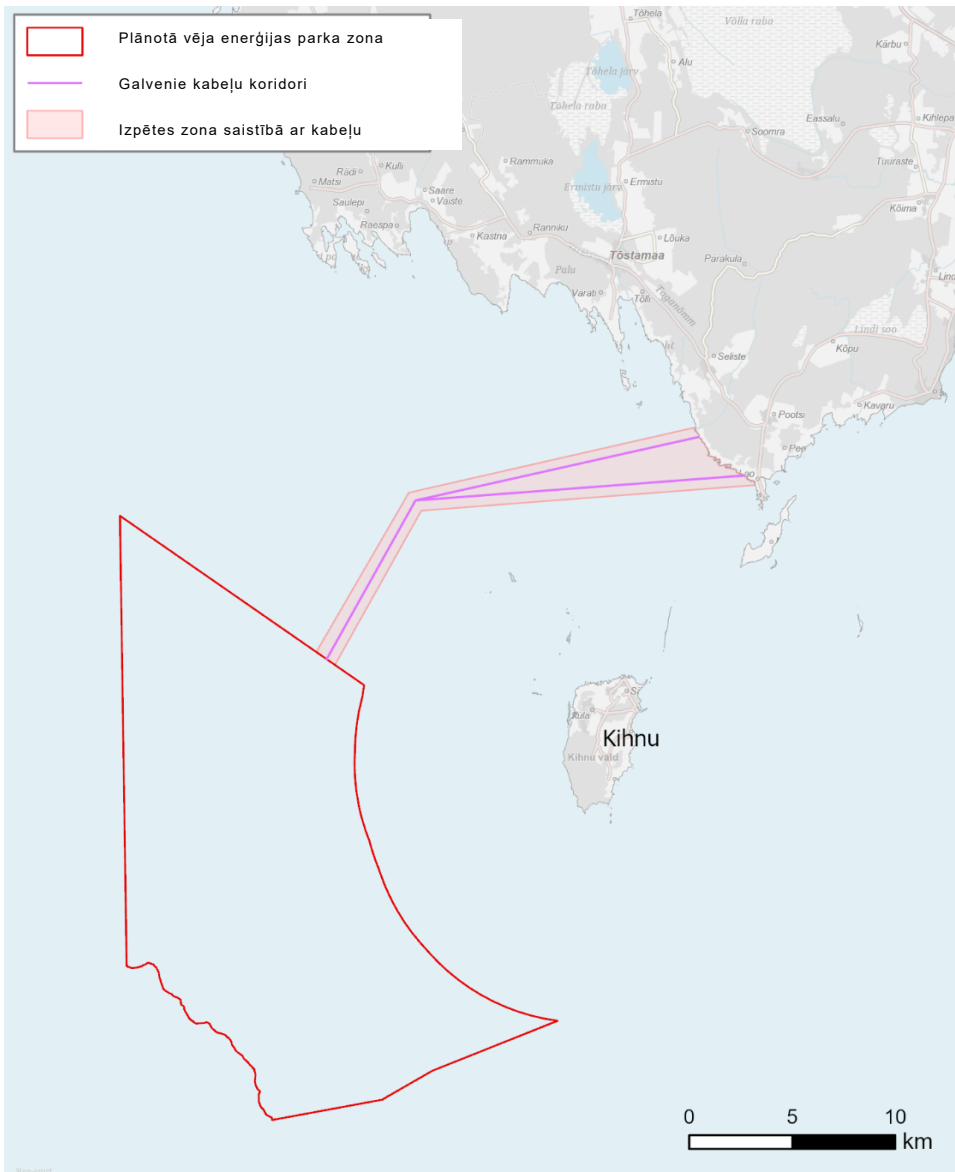 Plānotā vēja enerģijas parka zona
Galvenie kabeļu koridori
Izpētes zona saistībā ar kabeļu
Tõhela
Võlla raba
Kärbu
Alu
Tõhela järv
Tõhela raba
Eassalu
Kihlepa
Soomra
Tuuraste
Rammuka
Rädi
Kulli
Matsi
Ermistu järv
Ermistu
Saare
Vaiste
Kõima
Saulepi
Raespa
Kastna
Ranniku
Lõuka
Tõstamaa
Parakula
Palu
Lind
Varati
Tõlli
Taganõmm
Lindi soo
Kõpu
Seliste
Kavaru
Pootsi
Lao
Kihnu
Kihnu vald
0 5 10
km